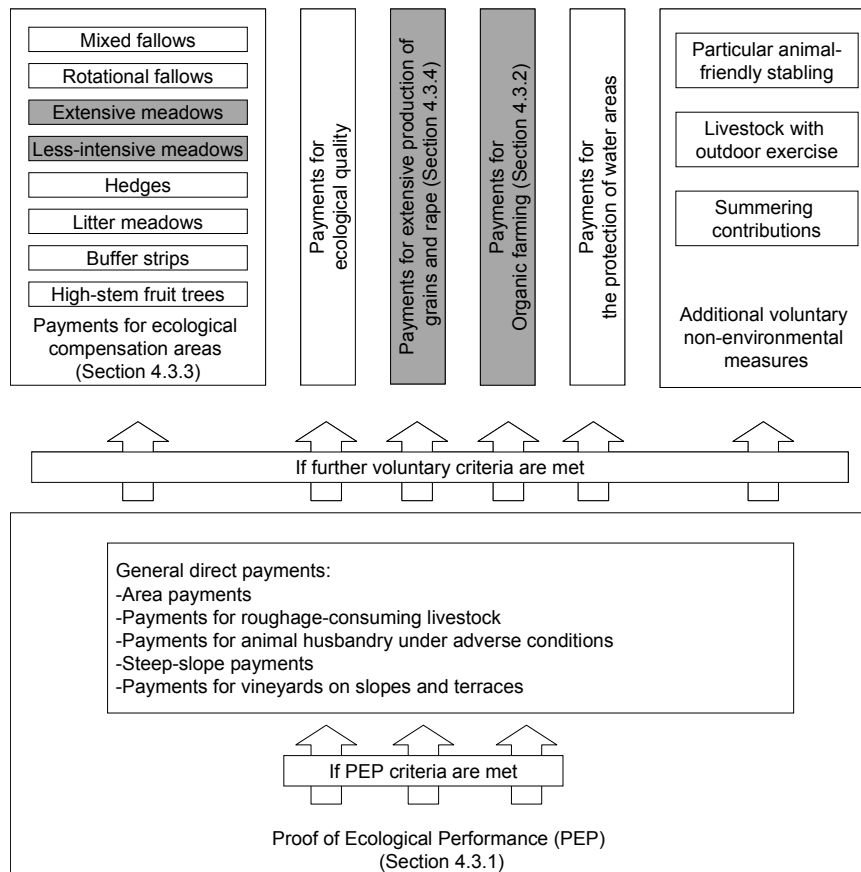 Mixed fallows
Rotational fallows
Extensive meadows
Less-intensive meadows
Hedges
Litter meadows
Buffer strips
High-stem fruit trees
Payments for ecological
compensation areas
(Section 4.3.3)
Payments for
ecological quality
Payments for extensive production of
grains and rape (Section 4.3.4)
Payments for
Organic farming (Section 4.3.2)
Payments for
the protection of water areas
Particular animal-
friendly stabling
Livestock with
outdoor exercise
Summering
contributions
Additional voluntary
non-environmental
measures
If further voluntary criteria are met
General direct payments:
-Area payments
-Payments for roughage-consuming livestock
-Payments for animal husbandry under adverse conditions
-Steep-slope payments
-Payments for vineyards on slopes and terraces
If PEP criteria are met
Proof of Ecological Performance (PEP)
(Section 4.3.1)